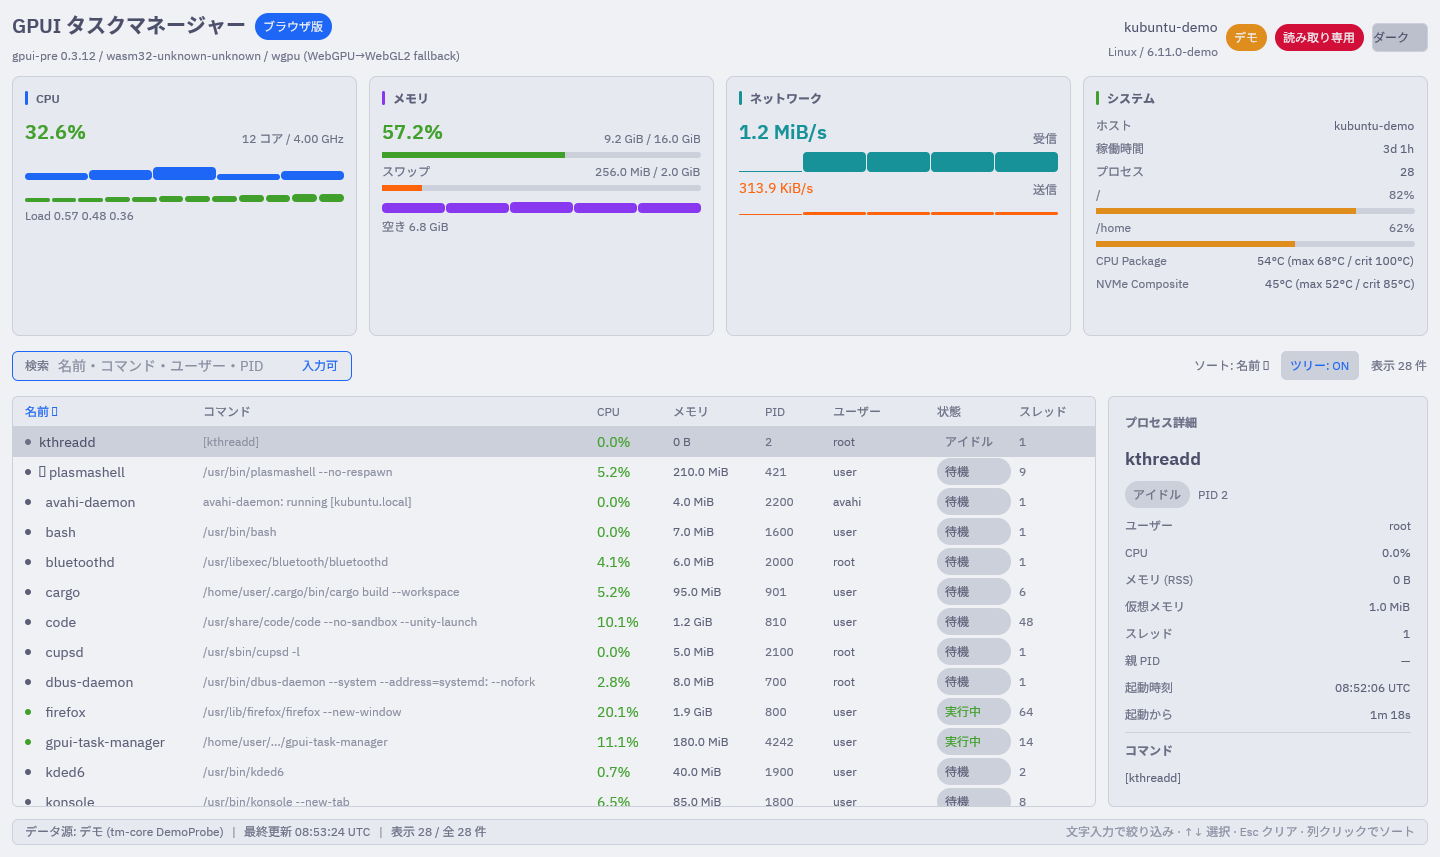 GPUI タスクマネージャー ブラウザ版
gpui-pre 0.3.12 / wasm32-unknown-unknown / wgpu (WebGPU→WebGL2 fallback)
kubuntu-demo
Linux / 6.11.0-demo
デモ 読み取り専用 ダーク
CPU
32.6% 12 コア / 4.00 GHz
Load 0.57 0.48 0.36
メモリ
57.2% 9.2 GiB / 16.0 GiB
スワップ 256.0 MiB / 2.0 GiB
空き 6.8 GiB
ネットワーク
1.2 MiB/s 受信
313.9 KiB/s 送信
システム
ホスト kubuntu-demo
稼働時間 3d 1h
プロセス 28
/ 82%
/home 62%
CPU Package 54°C (max 68°C / crit 100°C)
NVMe Composite 45°C (max 52°C / crit 85°C)
検索 名前・コマンド・ユーザー・PID 入力可
ソート: 名前 ツリー: ON 表示 28 件
名前 コマンド CPU メモリ PID ユーザー 状態 スレッド
kthreadd [kthreadd] 0.0% 0 B 2 root アイドル 1
plasmashell /usr/bin/plasmashell --no-respawn 5.2% 210.0 MiB 421 user 待機 9
avahi-daemon avahi-daemon: running [kubuntu.local] 0.0% 4.0 MiB 2200 avahi 待機 1
bash /usr/bin/bash 0.0% 7.0 MiB 1600 user 待機 1
bluetoothd /usr/libexec/bluetooth/bluetoothd 4.1% 6.0 MiB 2000 root 待機 1
cargo /home/user/.cargo/bin/cargo build --workspace 5.2% 95.0 MiB 901 user 待機 6
code /usr/share/code/code --no-sandbox --unity-launch 10.1% 1.2 GiB 810 user 待機 48
cupsd /usr/sbin/cupsd -l 0.0% 5.0 MiB 2100 root 待機 1
dbus-daemon /usr/bin/dbus-daemon --system --address=systemd: --nofork 2.8% 8.0 MiB 700 root 待機 1
firefox /usr/lib/firefox/firefox --new-window 20.1% 1.9 GiB 800 user 実行中 64
gpui-task-manager /home/user/…/gpui-task-manager 11.1% 180.0 MiB 4242 user 実行中 14
kded6 /usr/bin/kded6 0.7% 40.0 MiB 1900 user 待機 2
konsole /usr/bin/konsole --new-tab 6.5% 85.0 MiB 1800 user 待機 8
プロセス詳細
kthreadd
アイドル PID 2
ユーザー root
CPU 0.0%
メモリ (RSS) 0 B
仮想メモリ 1.0 MiB
スレッド 1
親 PID —
起動時刻 08:52:06 UTC
起動から 1m 18s
コマンド
[kthreadd]
データ源: デモ (tm-core DemoProbe) | 最終更新 08:53:24 UTC | 表示 28 / 全 28 件
文字入力で絞り込み · ↑↓ 選択 · Esc クリア · 列クリックでソート